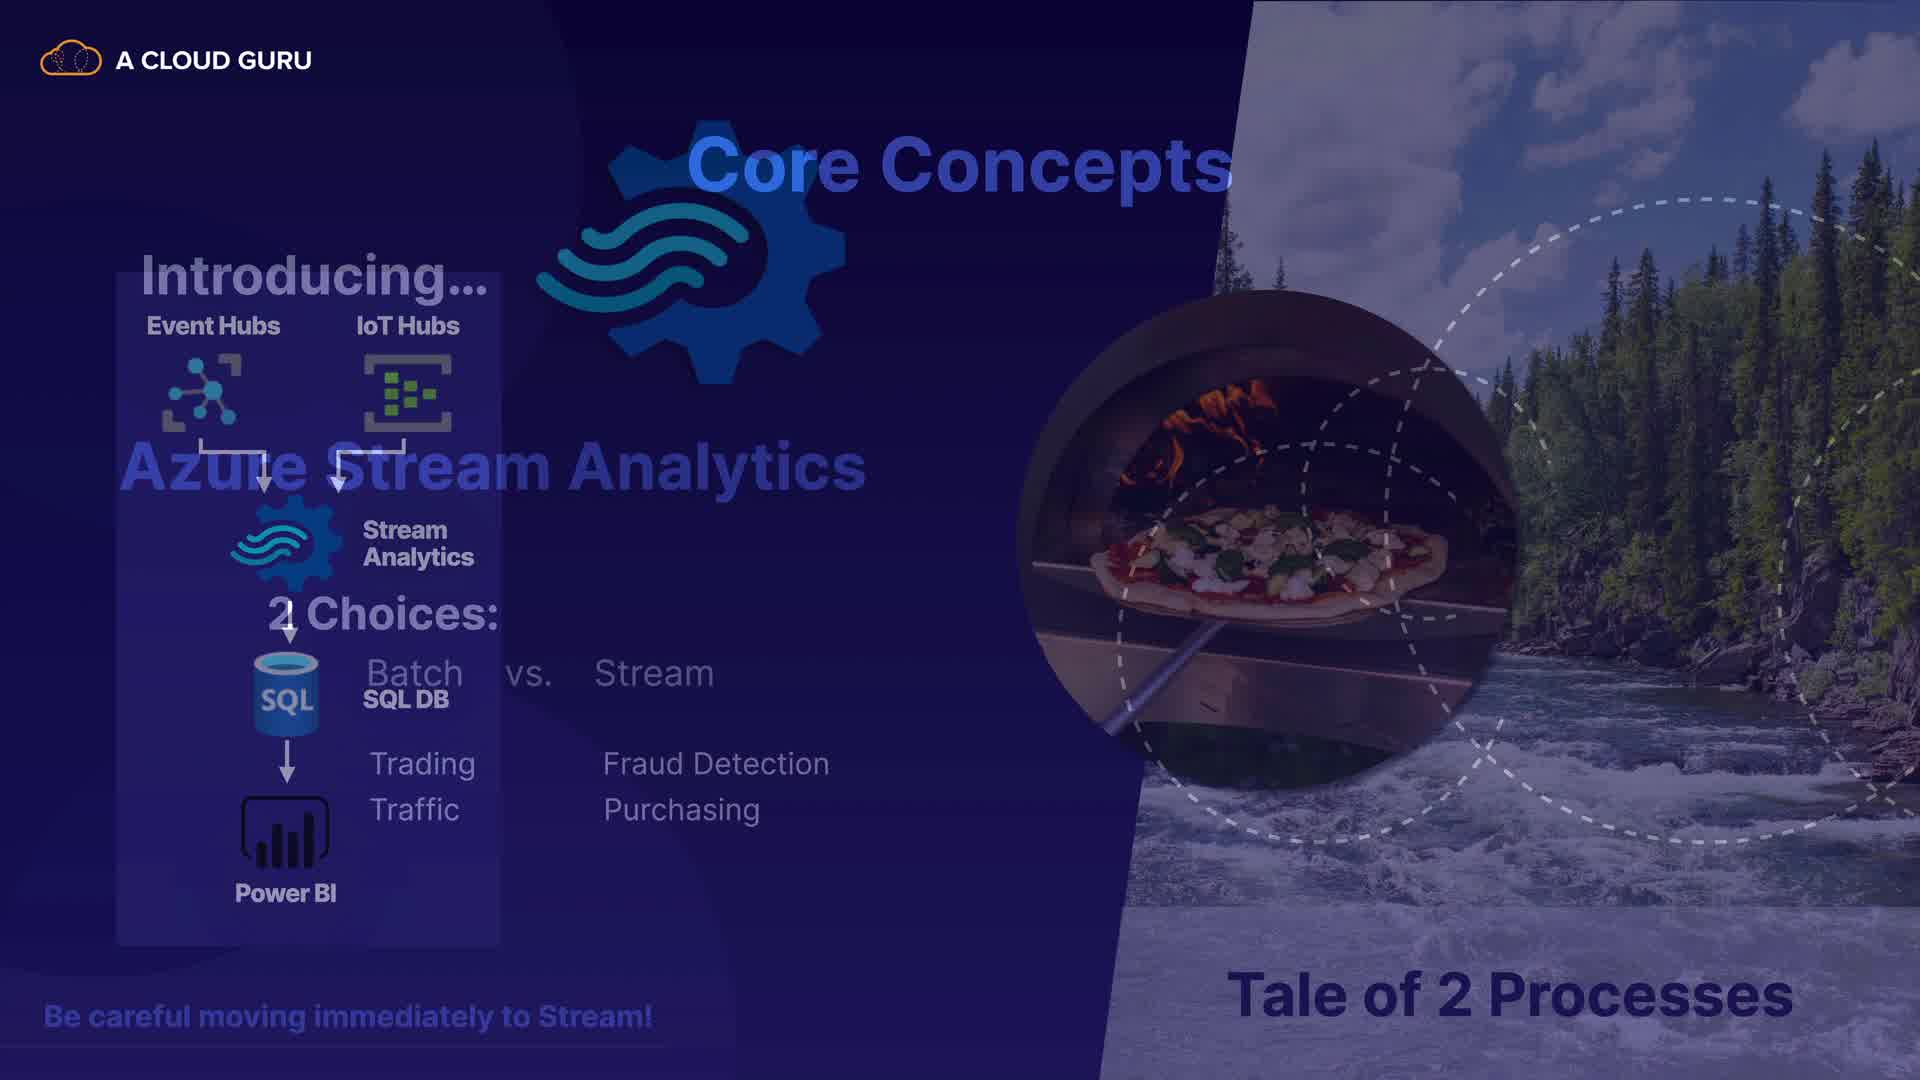 A CLOUD GURU
Core Concepts
Introducing...
Event Hubs
IoT Hubs
Azure Stream Analytics
Stream
Analytics
2 Choices:
Batch vs. Stream
SQL
SQL DB
Trading
Fraud Detection
Traffic
Purchasing
Power BI
Be careful moving immediately to Stream!
Tale of 2 Processes